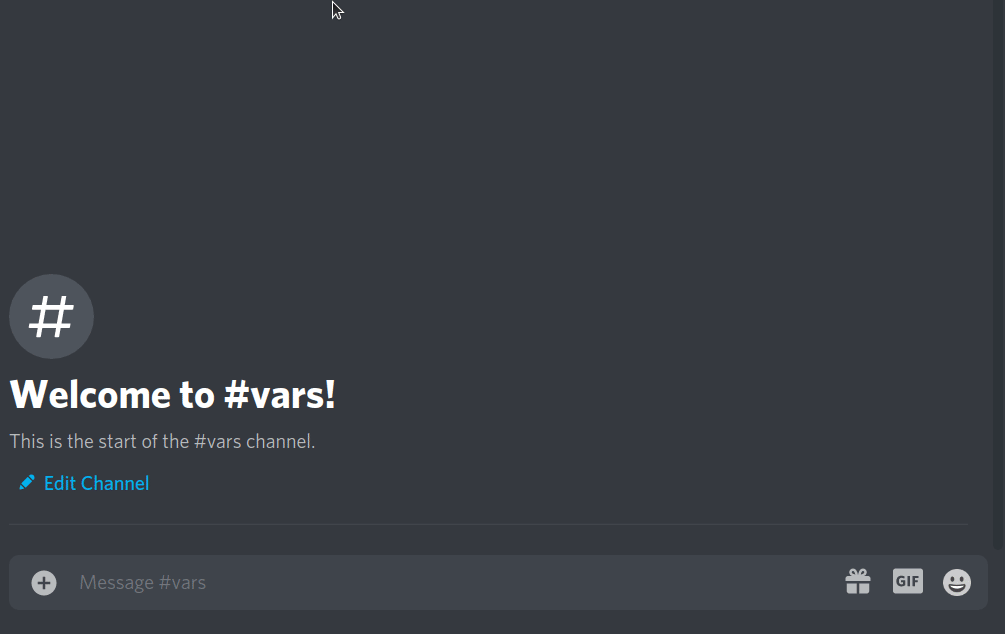 #
Welcome to #vars!
This is the start of the #vars channel.
Edit Channel
Message #vars
GIF